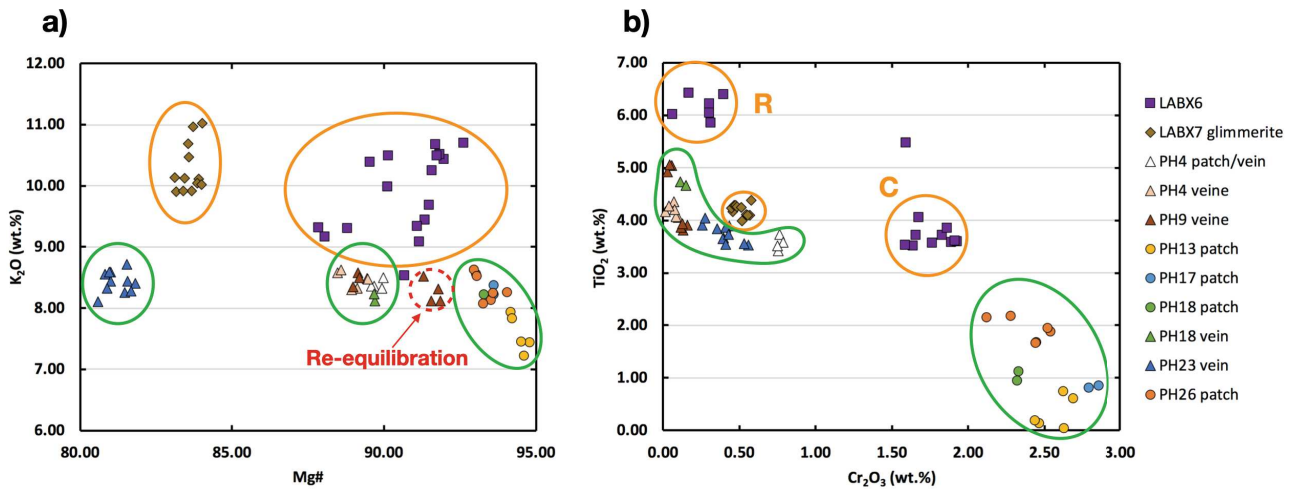 a)
12.00
11.00
10.00
9.00
8.00
7.00
6.00
K₂O (wt.%)
80.00 85.00 90.00 95.00
Mg#
Re-equilibration
b)
7.00
6.00
5.00
4.00
3.00
2.00
1.00
0.00
TiO₂ (wt.%)
0.00 0.50 1.00 1.50 2.00 2.50 3.00
Cr₂O₃ (wt.%)
R
C
LABX6
LABX7 glimmerite
PH4 patch/vein
PH4 veine
PH9 veine
PH13 patch
PH17 patch
PH18 patch
PH18 vein
PH23 vein
PH26 patch